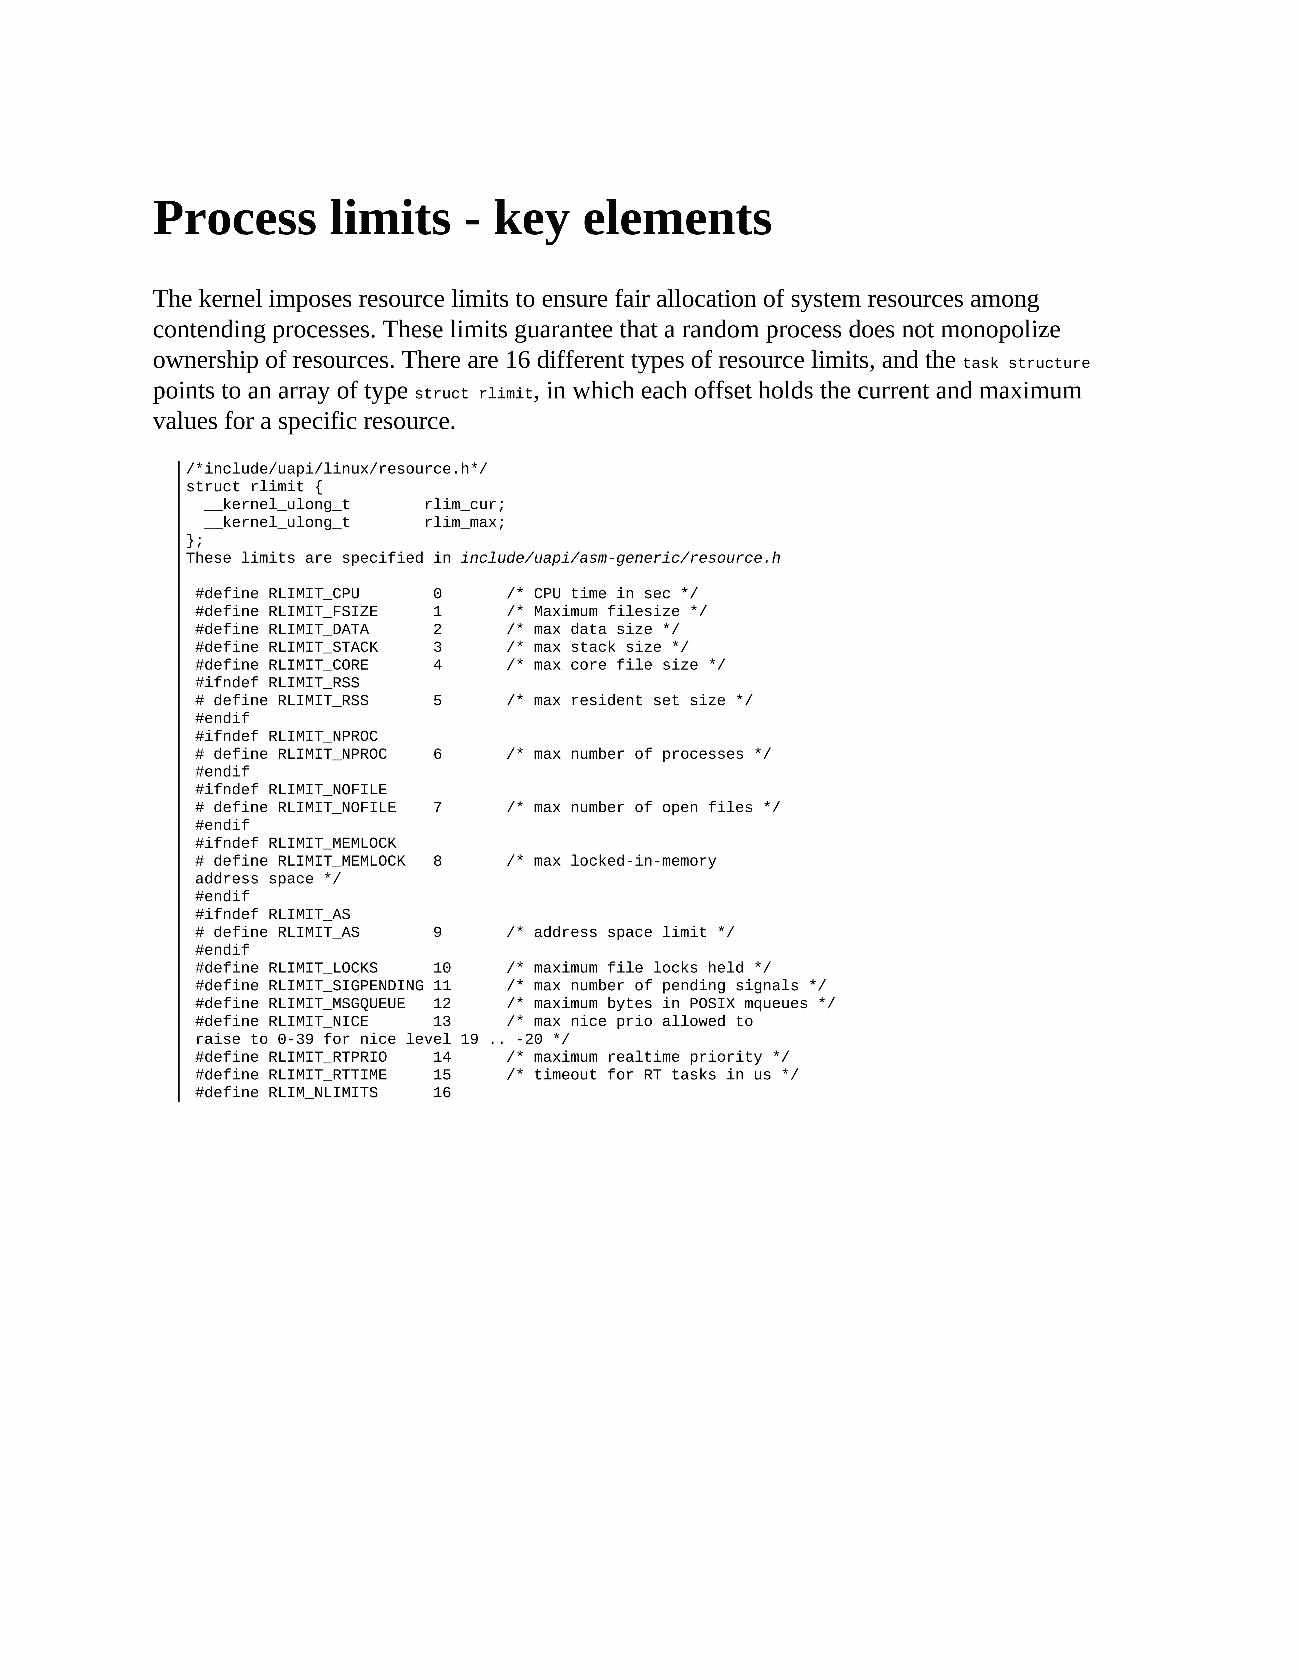 Process limits - key elements
The kernel imposes resource limits to ensure fair allocation of system resources among
contending processes. These limits guarantee that a random process does not monopolize
ownership of resources. There are 16 different types of resource limits, and the task structure
points to an array of type struct rlimit, in which each offset holds the current and maximum
values for a specific resource.
/*include/uapi/linux/resource.h*/
struct rlimit {
  __kernel_ulong_t        rlim_cur;
  __kernel_ulong_t        rlim_max;
};
These limits are specified in include/uapi/asm-generic/resource.h
 #define RLIMIT_CPU        0       /* CPU time in sec */
 #define RLIMIT_FSIZE      1       /* Maximum filesize */
 #define RLIMIT_DATA       2       /* max data size */
 #define RLIMIT_STACK      3       /* max stack size */
 #define RLIMIT_CORE       4       /* max core file size */
 #ifndef RLIMIT_RSS
 # define RLIMIT_RSS       5       /* max resident set size */
 #endif
 #ifndef RLIMIT_NPROC
 # define RLIMIT_NPROC     6       /* max number of processes */
 #endif
 #ifndef RLIMIT_NOFILE
 # define RLIMIT_NOFILE    7       /* max number of open files */
 #endif
 #ifndef RLIMIT_MEMLOCK
 # define RLIMIT_MEMLOCK   8       /* max locked-in-memory
 address space */
 #endif
 #ifndef RLIMIT_AS
 # define RLIMIT_AS        9       /* address space limit */
 #endif
 #define RLIMIT_LOCKS      10      /* maximum file locks held */
 #define RLIMIT_SIGPENDING 11      /* max number of pending signals */
 #define RLIMIT_MSGQUEUE   12      /* maximum bytes in POSIX mqueues */
 #define RLIMIT_NICE       13      /* max nice prio allowed to
 raise to 0-39 for nice level 19 .. -20 */
 #define RLIMIT_RTPRIO     14      /* maximum realtime priority */
 #define RLIMIT_RTTIME     15      /* timeout for RT tasks in us */
 #define RLIM_NLIMITS      16